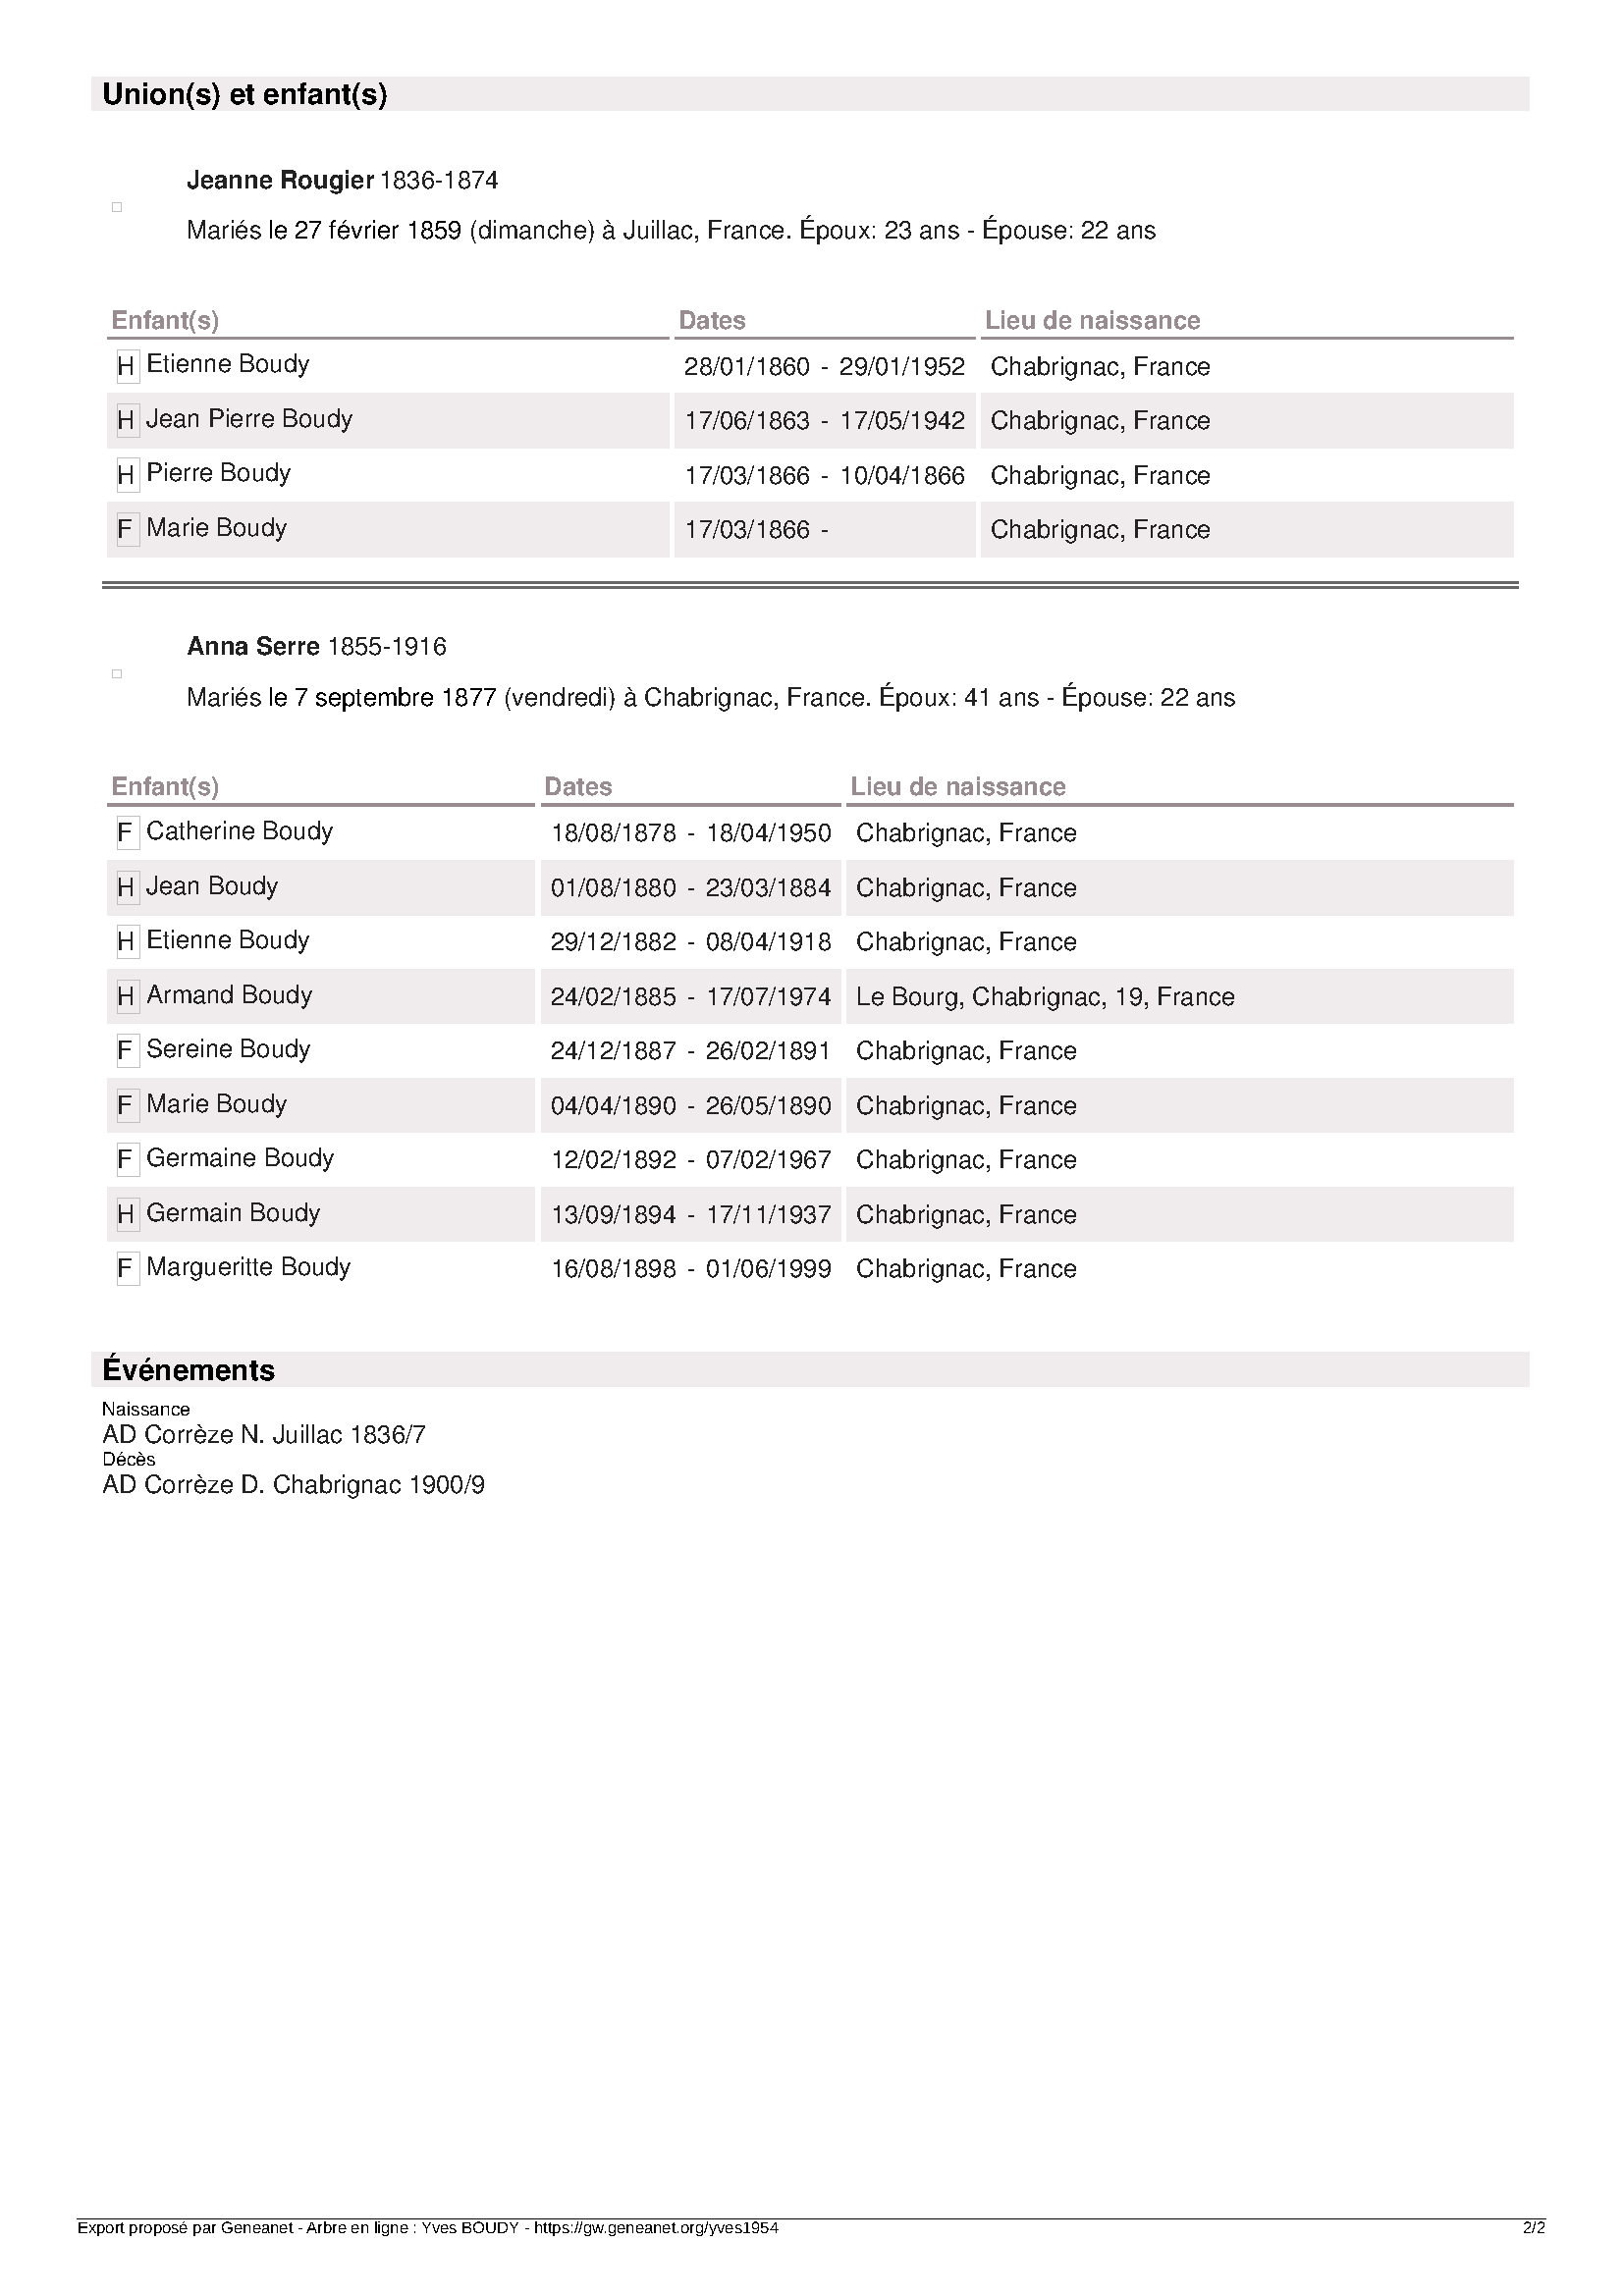 Union(s) et enfant(s)
Jeanne Rougier 1836-1874
Mariés le 27 février 1859 (dimanche) à Juillac, France. Époux: 23 ans - Épouse: 22 ans
Enfant(s) Dates Lieu de naissance
H Etienne Boudy 28/01/1860 - 29/01/1952 Chabrignac, France
H Jean Pierre Boudy 17/06/1863 - 17/05/1942 Chabrignac, France
H Pierre Boudy 17/03/1866 - 10/04/1866 Chabrignac, France
F Marie Boudy 17/03/1866 - Chabrignac, France
Anna Serre 1855-1916
Mariés le 7 septembre 1877 (vendredi) à Chabrignac, France. Époux: 41 ans - Épouse: 22 ans
Enfant(s) Dates Lieu de naissance
F Catherine Boudy 18/08/1878 - 18/04/1950 Chabrignac, France
H Jean Boudy 01/08/1880 - 23/03/1884 Chabrignac, France
H Etienne Boudy 29/12/1882 - 08/04/1918 Chabrignac, France
H Armand Boudy 24/02/1885 - 17/07/1974 Le Bourg, Chabrignac, 19, France
F Sereine Boudy 24/12/1887 - 26/02/1891 Chabrignac, France
F Marie Boudy 04/04/1890 - 26/05/1890 Chabrignac, France
F Germaine Boudy 12/02/1892 - 07/02/1967 Chabrignac, France
H Germain Boudy 13/09/1894 - 17/11/1937 Chabrignac, France
F Margueritte Boudy 16/08/1898 - 01/06/1999 Chabrignac, France
Événements
Naissance
AD Corrèze N. Juillac 1836/7
Décès
AD Corrèze D. Chabrignac 1900/9
Export proposé par Geneanet - Arbre en ligne : Yves BOUDY - https://gw.geneanet.org/yves1954 2/2